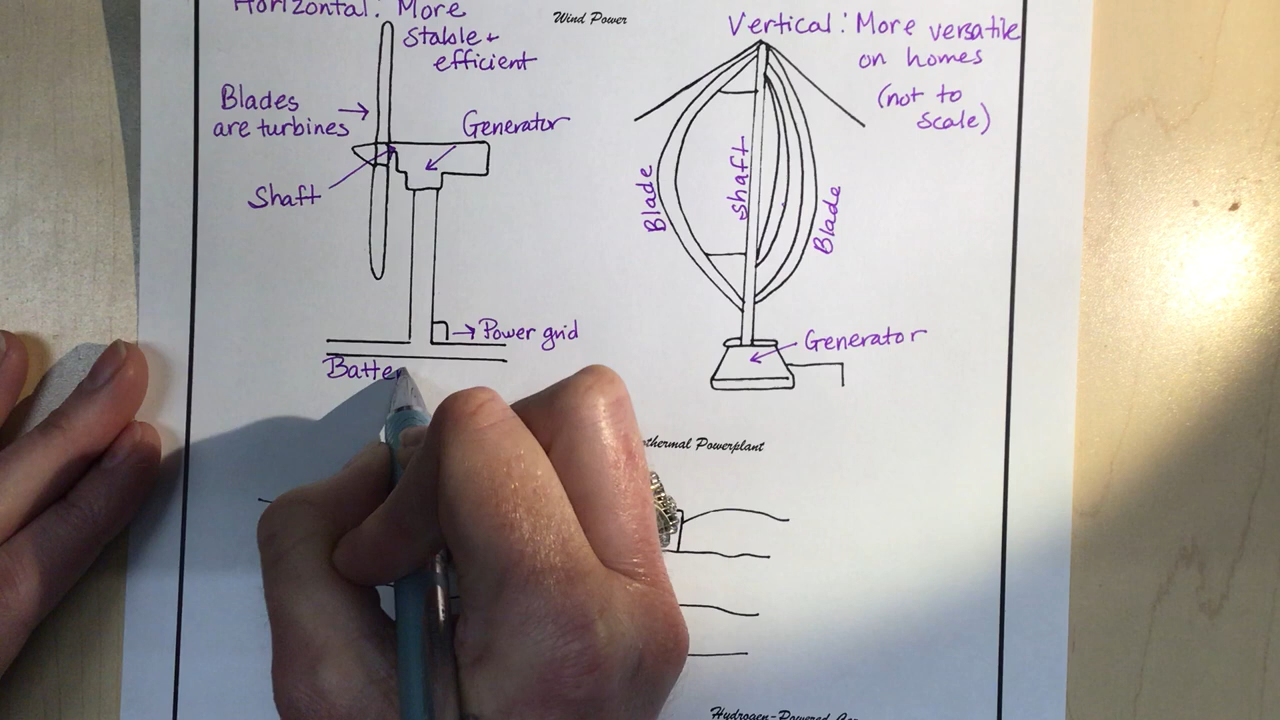 Horizontal: More
Stable +
efficient
Wind Power
Vertical: More versatile
on homes
(not to
scale)
Blades
are turbines
Generator
Shaft
Blade
shaft
Blade
Power grid
Generator
Batte
thermal Powerplant
Hydrogen-Powered